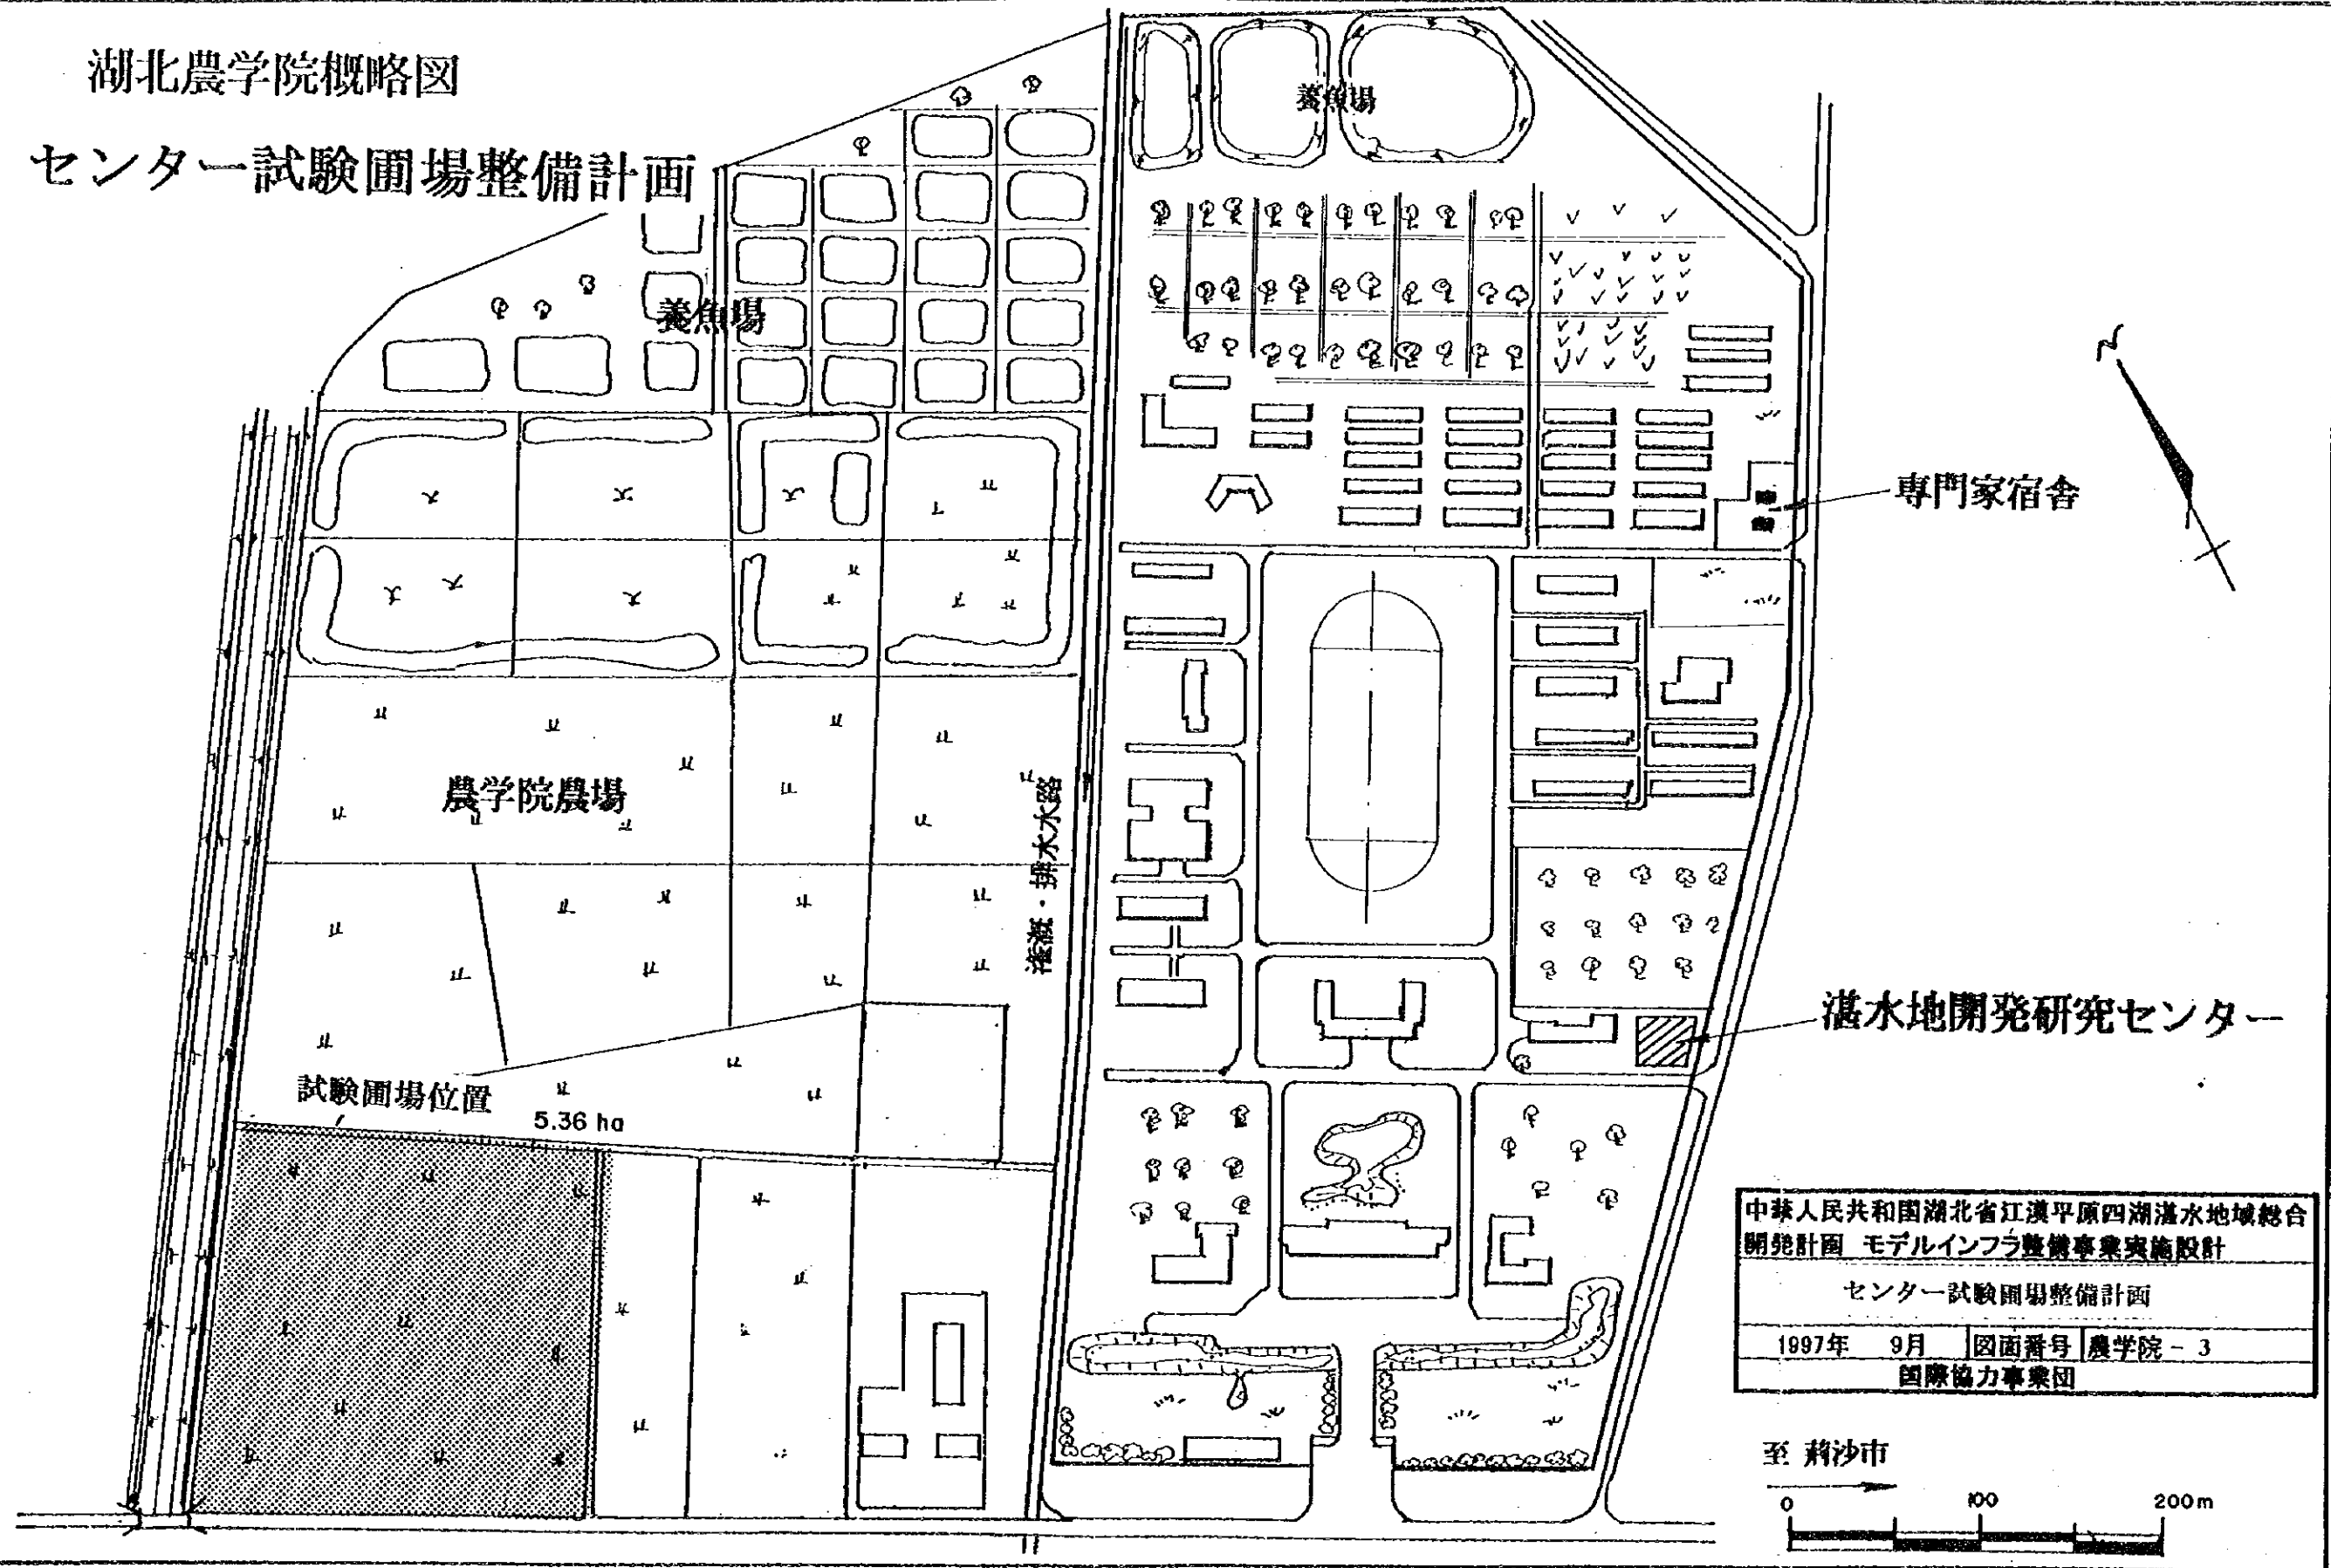 湖北農学院概略図
センター試験圃場整備計画
養魚場
養魚場
N
専門家宿舎
農学院農場
灌漑・排水水路
湛水地開発研究センター
試験圃場位置
5.36 ha
中華人民共和国湖北省江漢平原四湖湛水地域総合
開発計画 モデルインフラ整備事業実施設計
センター試験圃場整備計画
1997年 9月 図面番号 農学院 - 3
国際協力事業団
至 荊沙市
0 100 200m